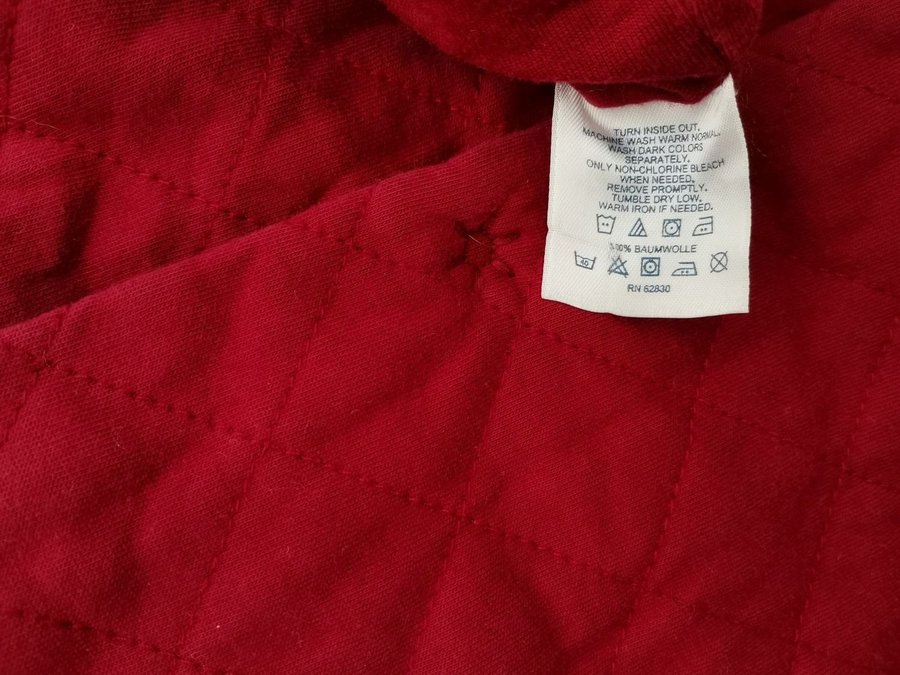 TURN INSIDE OUT.
MACHINE WASH WARM NORMAL.
WASH DARK COLORS
SEPARATELY.
ONLY NON-CHLORINE BLEACH
WHEN NEEDED.
REMOVE PROMPTLY.
TUMBLE DRY LOW.
WARM IRON IF NEEDED.
100% BAUMWOLLE
40
RN 62830